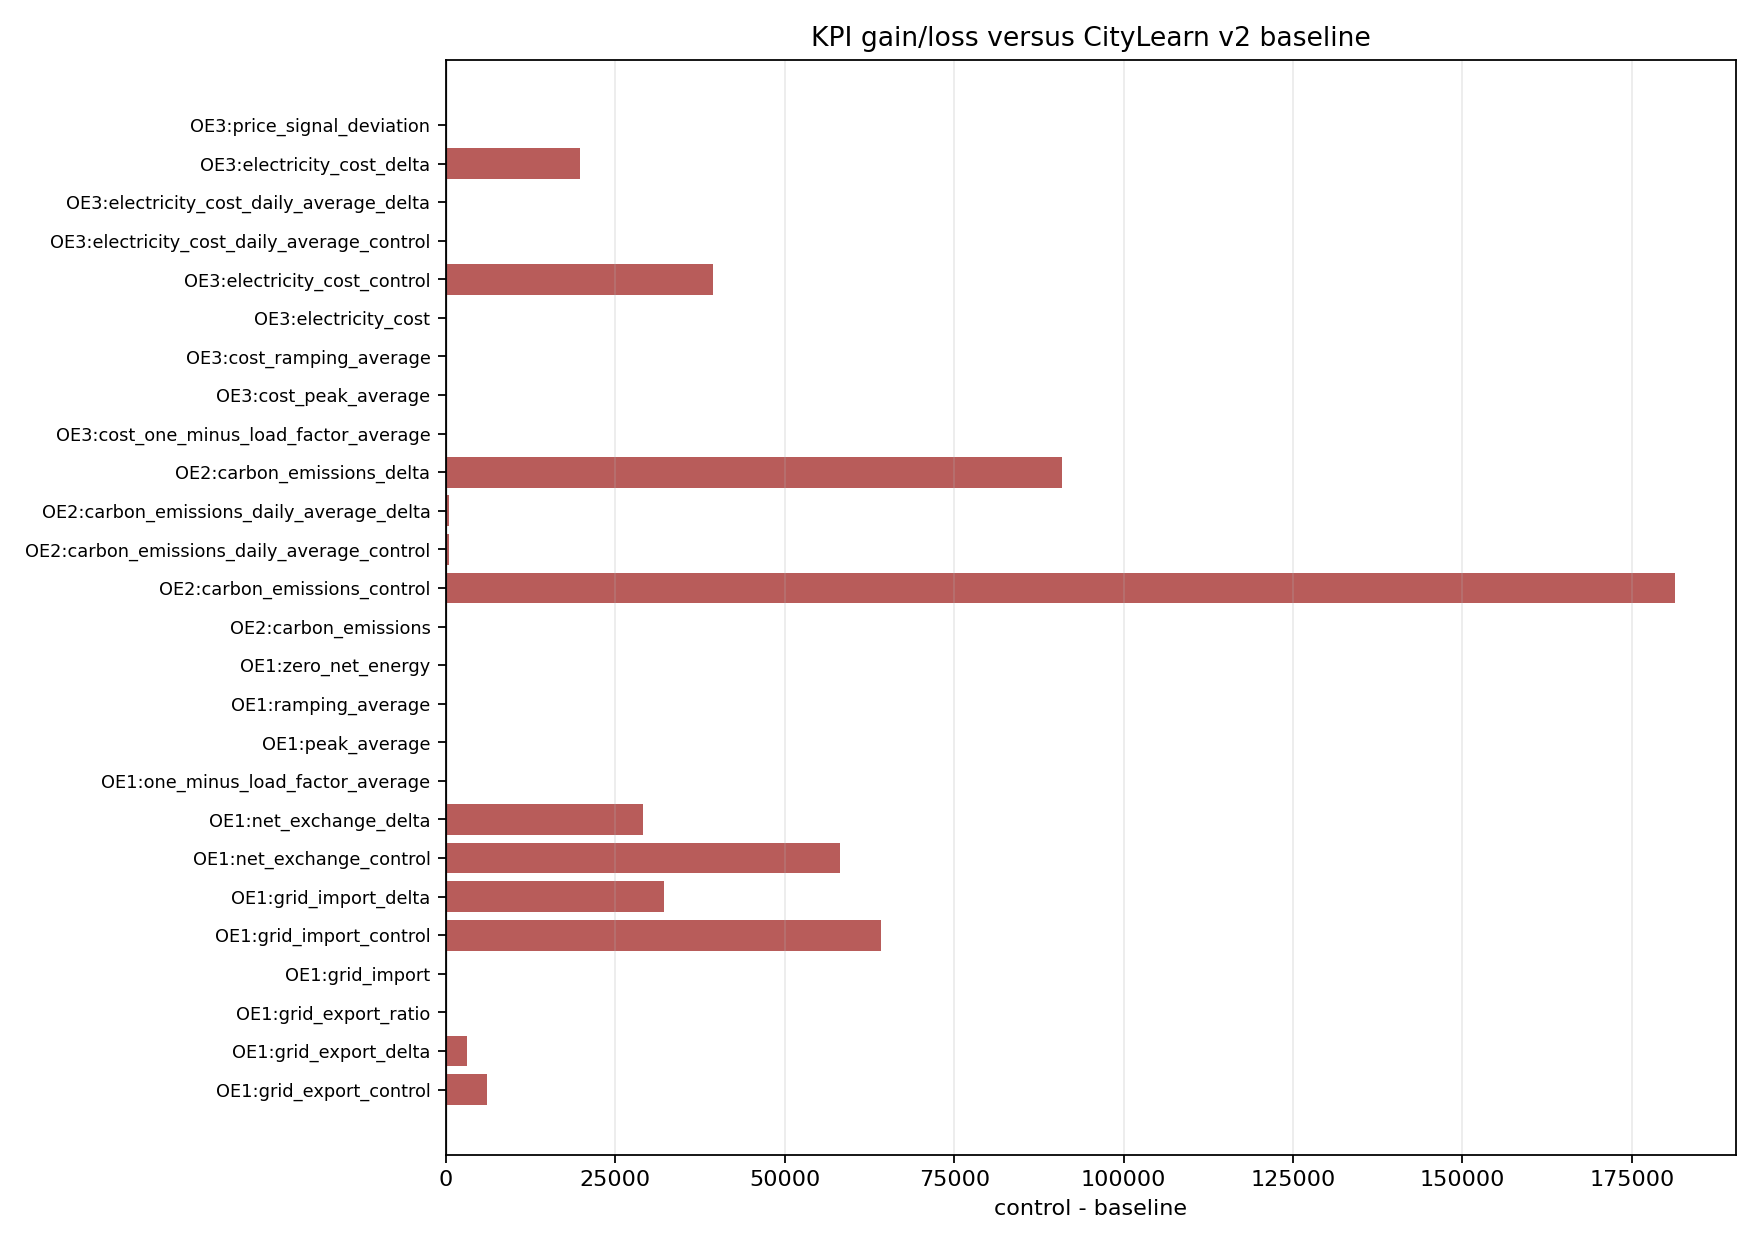 KPI gain/loss versus CityLearn v2 baseline
OE3:price_signal_deviation
OE3:electricity_cost_delta
OE3:electricity_cost_daily_average_delta
OE3:electricity_cost_daily_average_control
OE3:electricity_cost_control
OE3:electricity_cost
OE3:cost_ramping_average
OE3:cost_peak_average
OE3:cost_one_minus_load_factor_average
OE2:carbon_emissions_delta
OE2:carbon_emissions_daily_average_delta
OE2:carbon_emissions_daily_average_control
OE2:carbon_emissions_control
OE2:carbon_emissions
OE1:zero_net_energy
OE1:ramping_average
OE1:peak_average
OE1:one_minus_load_factor_average
OE1:net_exchange_delta
OE1:net_exchange_control
OE1:grid_import_delta
OE1:grid_import_control
OE1:grid_import
OE1:grid_export_ratio
OE1:grid_export_delta
OE1:grid_export_control
0 25000 50000 75000 100000 125000 150000 175000
control - baseline